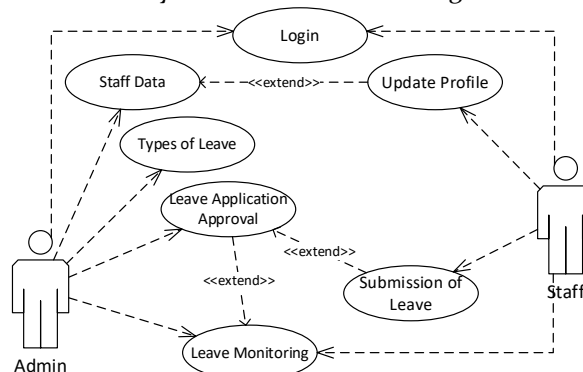 Login
Staff Data
<<extend>>
Update Profile
Types of Leave
Leave Application
Approval
<<extend>>
<<extend>>
Submission of
Leave
Staff
Leave Monitoring
Admin